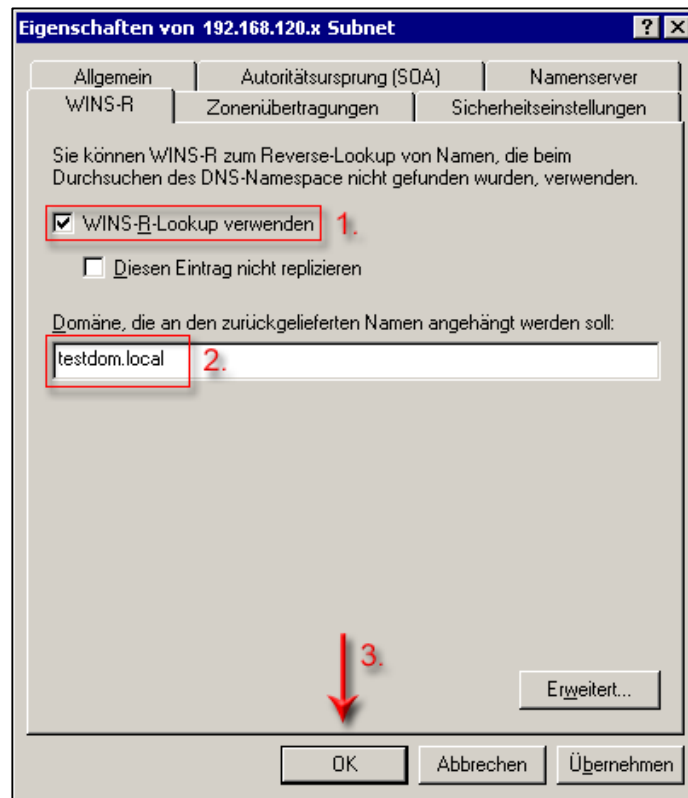 Eigenschaften von 192.168.120.x Subnet
Allgemein
Autoritätsursprung (SOA)
Namenserver
WINS-R
Zonenübertragungen
Sicherheitseinstellungen
Sie können WINS-R zum Reverse-Lookup von Namen, die beim
Durchsuchen des DNS-Namespace nicht gefunden wurden, verwenden.
WINS-R-Lookup verwenden
1.
Diesen Eintrag nicht replizieren
Domäne, die an den zurückgelieferten Namen angehängt werden soll:
testdom.local
2.
3.
Erweitert...
OK
Abbrechen
Übernehmen